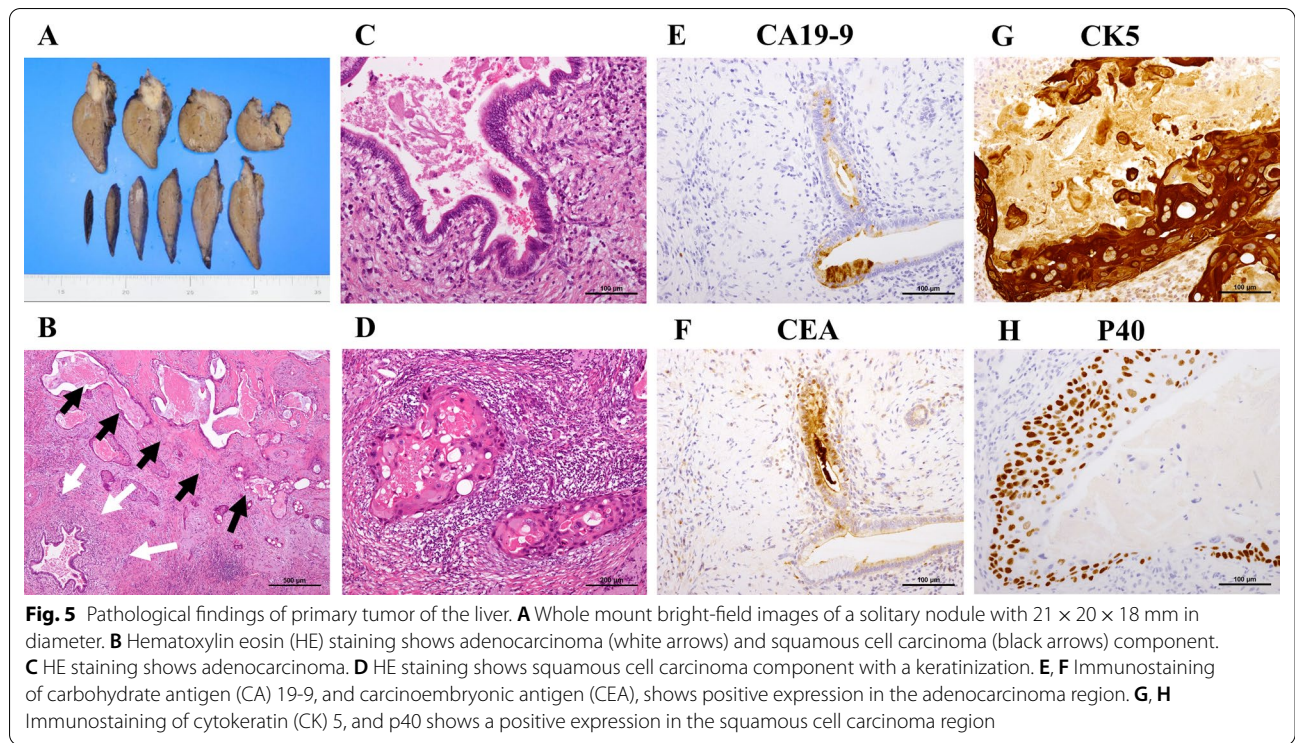 A
C
E CA19-9
G CK5
15 20 25 30 35
100 µm
100 µm
100 µm
B
D
F CEA
H P40
500 µm
200 µm
100 µm
100 µm
Fig. 5 Pathological findings of primary tumor of the liver. A Whole mount bright-field images of a solitary nodule with 21 × 20 × 18 mm in
diameter. B Hematoxylin eosin (HE) staining shows adenocarcinoma (white arrows) and squamous cell carcinoma (black arrows) component.
C HE staining shows adenocarcinoma. D HE staining shows squamous cell carcinoma component with a keratinization. E, F Immunostaining
of carbohydrate antigen (CA) 19-9, and carcinoembryonic antigen (CEA), shows positive expression in the adenocarcinoma region. G, H
Immunostaining of cytokeratin (CK) 5, and p40 shows a positive expression in the squamous cell carcinoma region